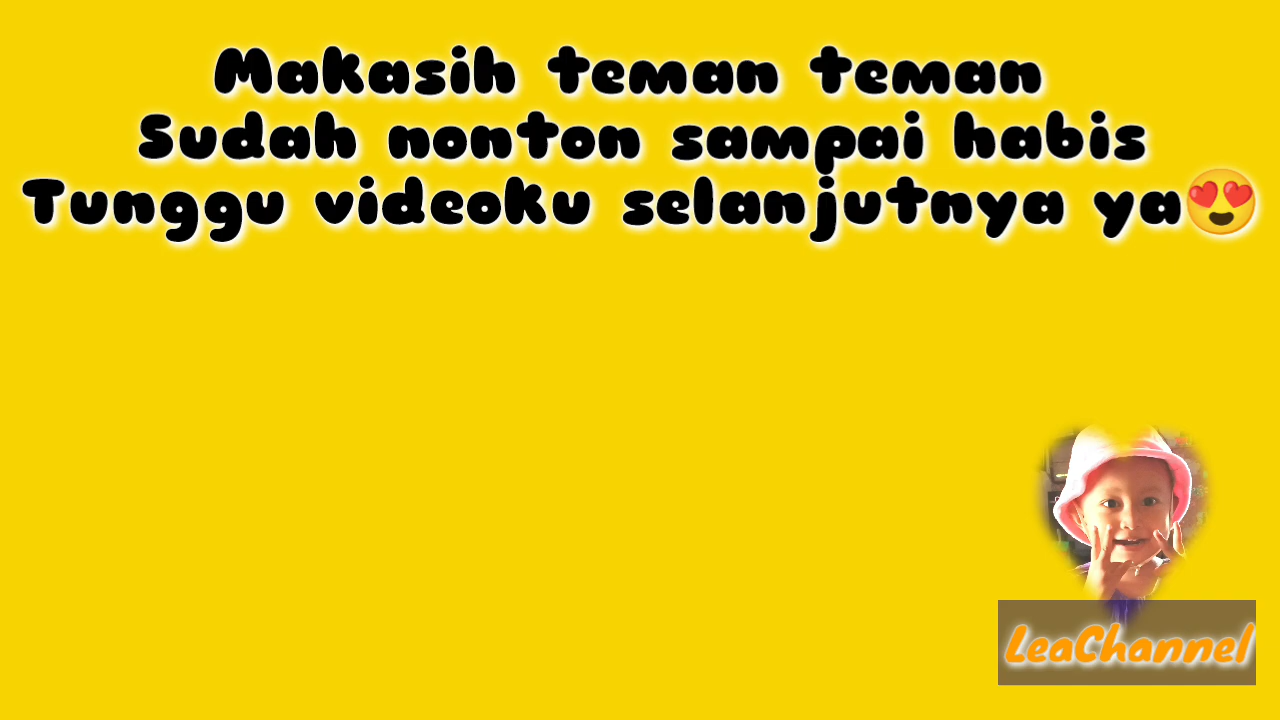 Makasih teman teman
Sudah nonton sampai habis
Tunggu videoku selanjutnya ya😍
LeaChannel